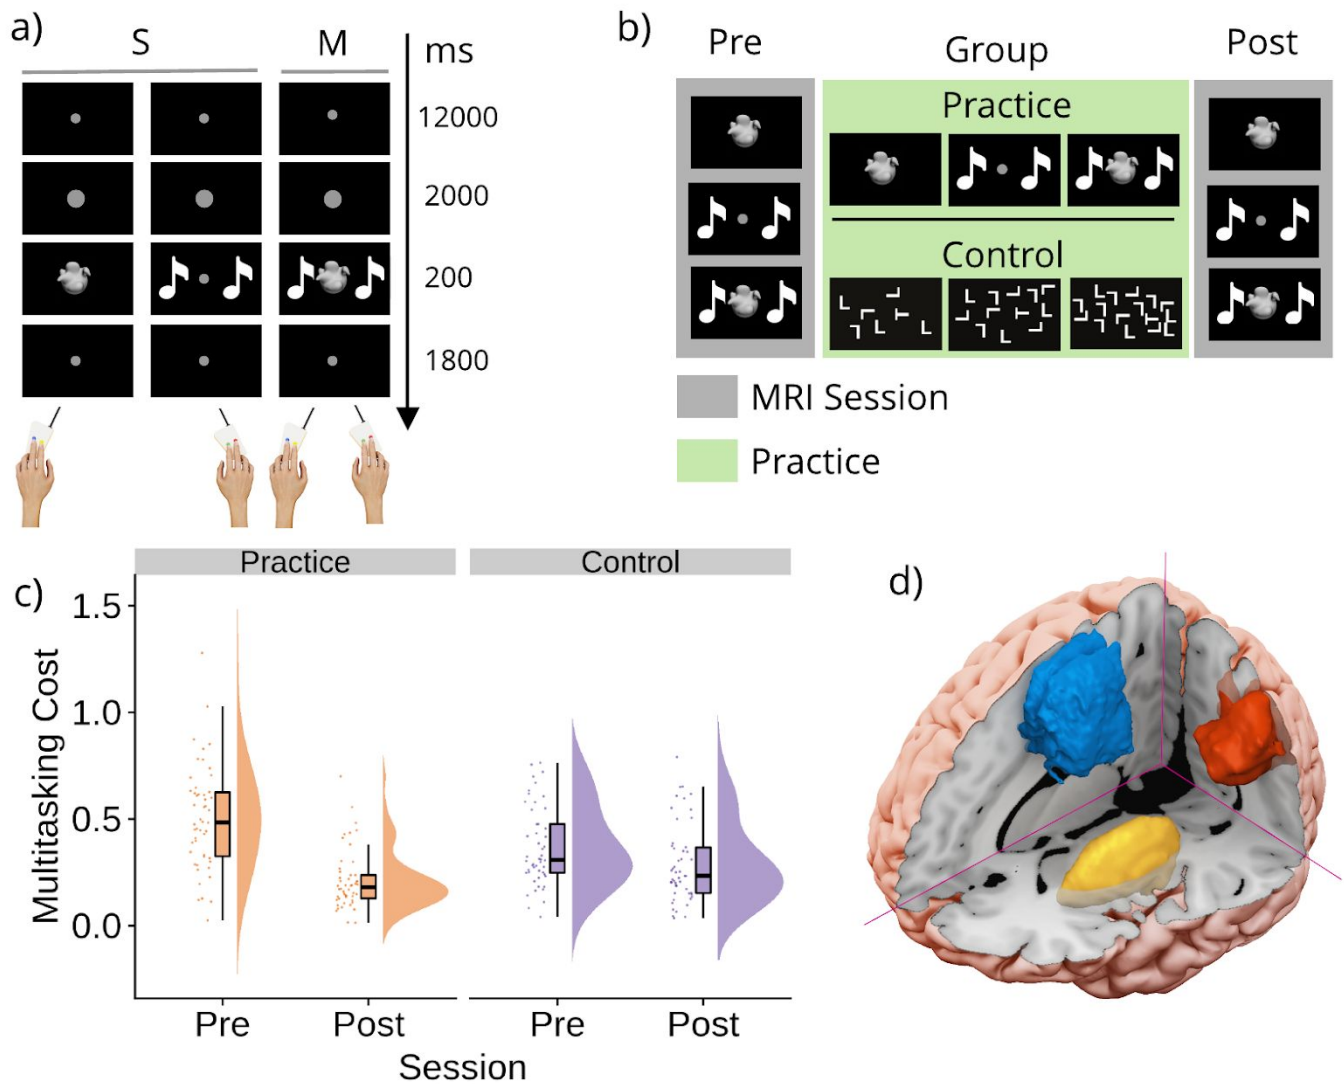 a)
S
M
ms
12000
2000
200
1800
b)
Pre
Group
Post
Practice
Control
MRI Session
Practice
c)
Practice
Control
Multitasking Cost
1.5
1.0
0.5
0.0
Pre
Post
Pre
Post
Session
d)